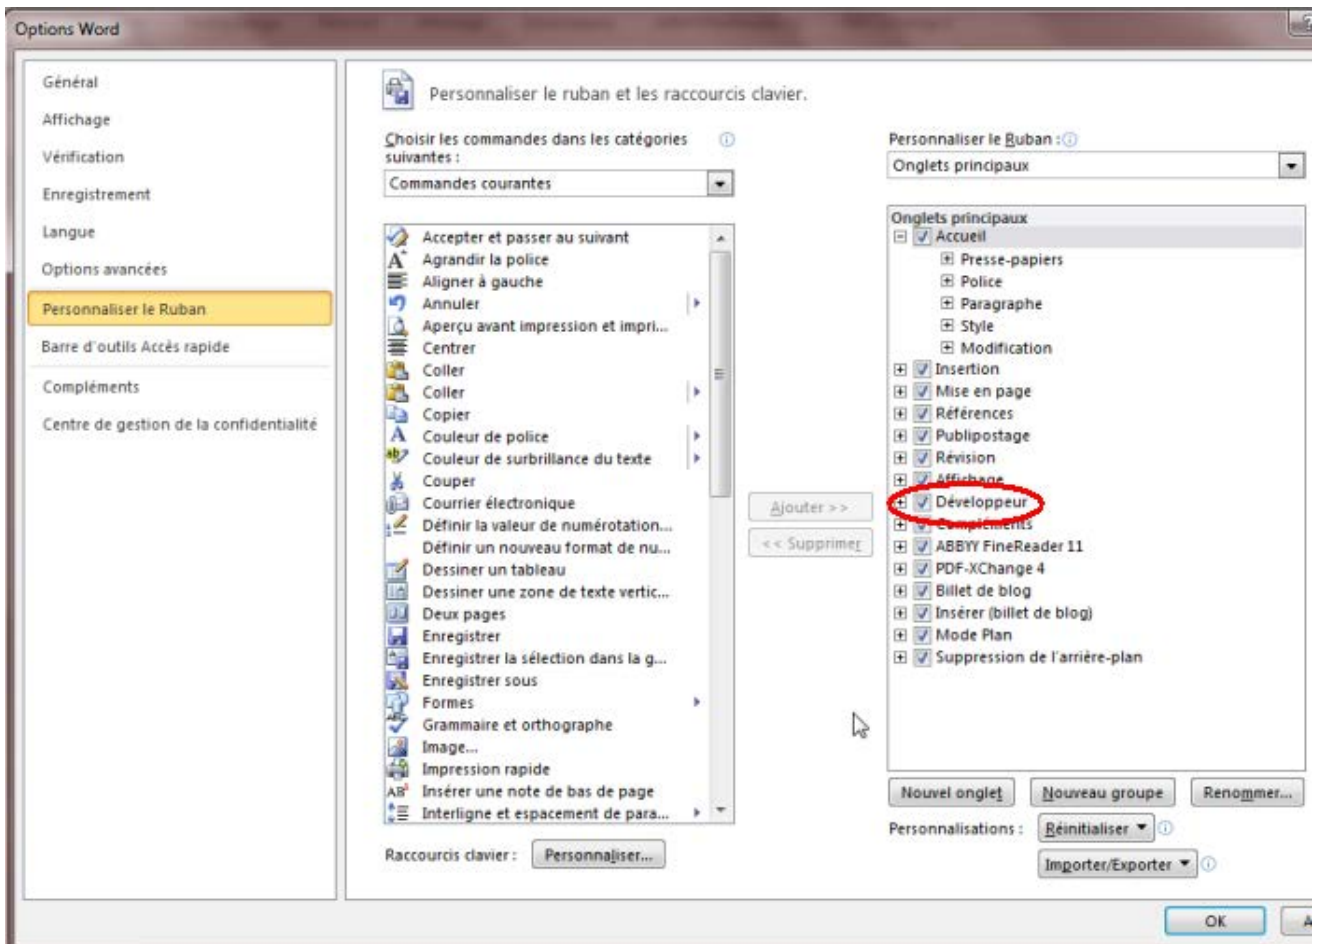 Options Word
Général
Affichage
Vérification
Enregistrement
Langue
Options avancées
Personnaliser le Ruban
Barre d'outils Accès rapide
Compléments
Centre de gestion de la confidentialité
Personnaliser le ruban et les raccourcis clavier.
Choisir les commandes dans les catégories
suivantes :
Commandes courantes
Accepter et passer au suivant
Agrandir la police
Aligner à gauche
Annuler
Aperçu avant impression et impri...
Centrer
Coller
Coller
Copier
Couleur de police
Couleur de surbrillance du texte
Couper
Courrier électronique
Définir la valeur de numérotation...
Définir un nouveau format de nu...
Dessiner un tableau
Dessiner une zone de texte vertic...
Deux pages
Enregistrer
Enregistrer la sélection dans la g...
Enregistrer sous
Formes
Grammaire et orthographe
Image...
Impression rapide
Insérer une note de bas de page
Interligne et espacement de para...
Raccourcis clavier :
Personnaliser...
Ajouter >>
<< Supprimer
Personnaliser le Ruban :
Onglets principaux
Onglets principaux
Accueil
Presse-papiers
Police
Paragraphe
Style
Modification
Insertion
Mise en page
Références
Publipostage
Révision
Affichage
Développeur
Compléments
ABBYY FineReader 11
PDF-XChange 4
Billet de blog
Insérer (billet de blog)
Mode Plan
Suppression de l'arrière-plan
Nouvel onglet
Nouveau groupe
Renommer...
Personnalisations :
Réinitialiser
Importer/Exporter
OK
A